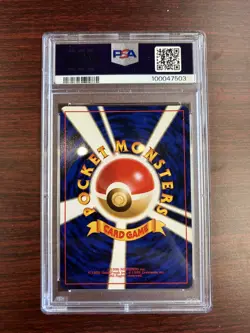 PSA
100047503
POCKET MONSTERS
CARD GAME